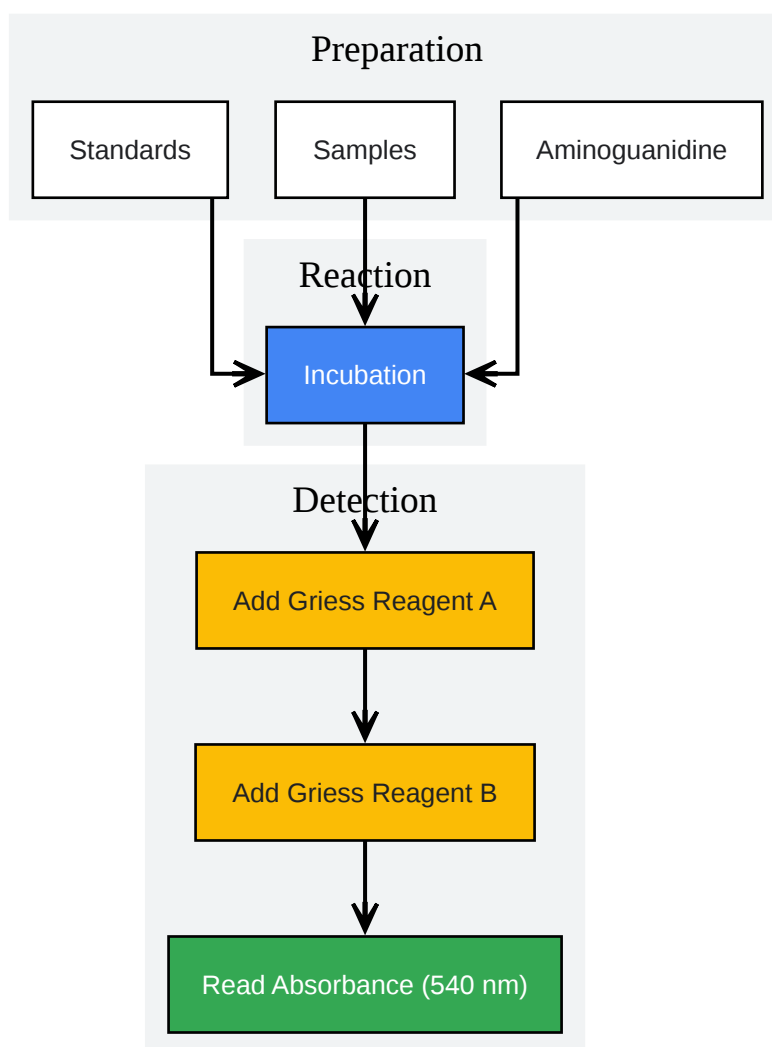 Preparation
Standards
Samples
Aminoguanidine
Reaction
Incubation
Detection
Add Griess Reagent A
Add Griess Reagent B
Read Absorbance (540 nm)